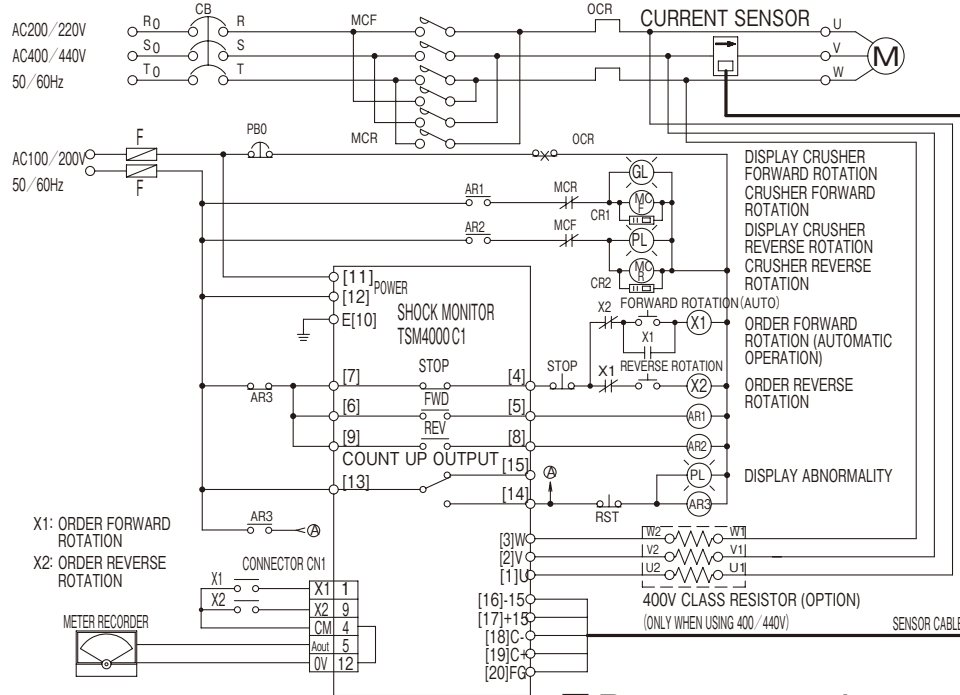 AC200/220V
AC400/440V
50/60Hz
R0
S0
T0
CB
R
S
T
MCF
MCR
OCR
CURRENT SENSOR
U
V
W
M
AC100/200V
50/60Hz
F
F
PB0
OCR
GL
DISPLAY CRUSHER
FORWARD ROTATION
AR1
MCR
CR1
MC
F
CRUSHER FORWARD
ROTATION
AR2
MCF
PL
DISPLAY CRUSHER
REVERSE ROTATION
CR2
MC
R
CRUSHER REVERSE
ROTATION
[11]
POWER
[12]
E[10]
SHOCK MONITOR
TSM4000C1
FORWARD ROTATION(AUTO)
X2
X1
X1
ORDER FORWARD
ROTATION (AUTOMATIC
OPERATION)
AR3
[7]
STOP
[4]
STOP
X1
REVERSE ROTATION
X2
ORDER REVERSE
ROTATION
[6]
FWD
[5]
AR1
[9]
REV
[8]
AR2
COUNT UP OUTPUT
[15]
[13]
[14]
A
RST
PL
DISPLAY ABNORMALITY
AR3
X1: ORDER FORWARD
ROTATION
X2: ORDER REVERSE
ROTATION
AR3
A
[3]W
[2]V
[1]U
W2
W1
V2
V1
U2
U1
400V CLASS RESISTOR (OPTION)
(ONLY WHEN USING 400/440V)
CONNECTOR CN1
X1
X2
X1 1
X2 9
CM 4
Aout 5
0V 12
METER RECORDER
[16]-15
[17]+15
[18]C-
[19]C+
[20]FG
SENSOR CABLE